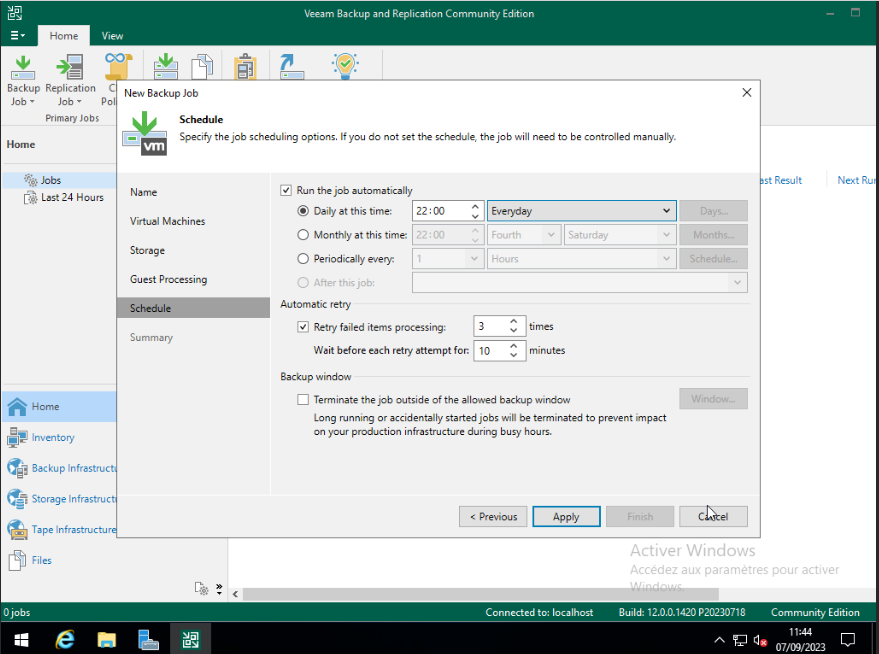 Veeam Backup and Replication Community Edition
Home
View
Backup
Job
Replication
Job
Primary Jobs
Home
Jobs
Last 24 Hours
Home
Inventory
Backup Infrastructu
Storage Infrastruct
Tape Infrastructure
Files
New Backup Job
vm
Schedule
Specify the job scheduling options. If you do not set the schedule, the job will need to be controlled manually.
Name
Virtual Machines
Storage
Guest Processing
Schedule
Summary
Run the job automatically
Daily at this time: 22:00 Everyday Days...
Monthly at this time: 22:00 Fourth Saturday Months...
Periodically every: 1 Hours Schedule...
After this job:
Automatic retry
Retry failed items processing: 3 times
Wait before each retry attempt for: 10 minutes
Backup window
Terminate the job outside of the allowed backup window Window...
Long running or accidentally started jobs will be terminated to prevent impact
on your production infrastructure during busy hours.
< Previous Apply Finish Cancel
ast Result Next Run
Activer Windows
Accédez aux paramètres pour activer
Windows.
0 jobs
Connected to: localhost Build: 12.0.0.1420 P20230718 Community Edition
11:44
07/09/2023